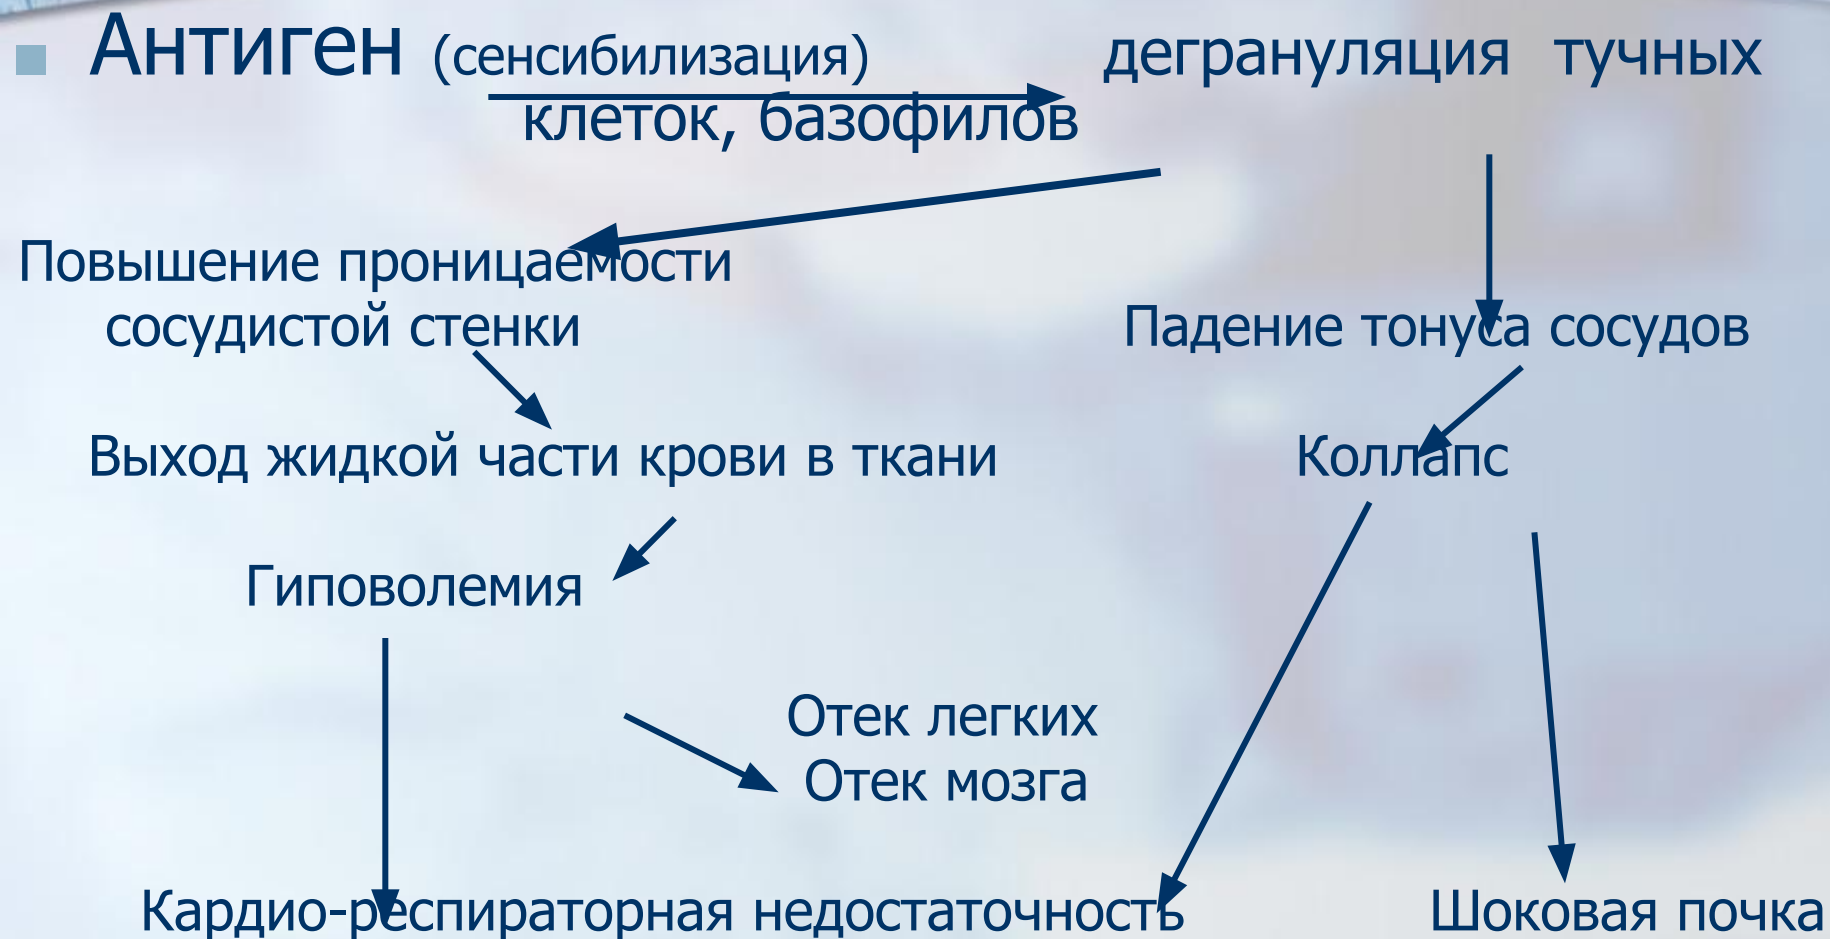 Антиген (сенсибилизация) дегрануляция тучных
клеток, базофилов
Повышение проницаемости
сосудистой стенки
Падение тонуса сосудов
Выход жидкой части крови в ткани
Коллапс
Гиповолемия
Отек легких
Отек мозга
Кардио-респираторная недостаточность
Шоковая почка